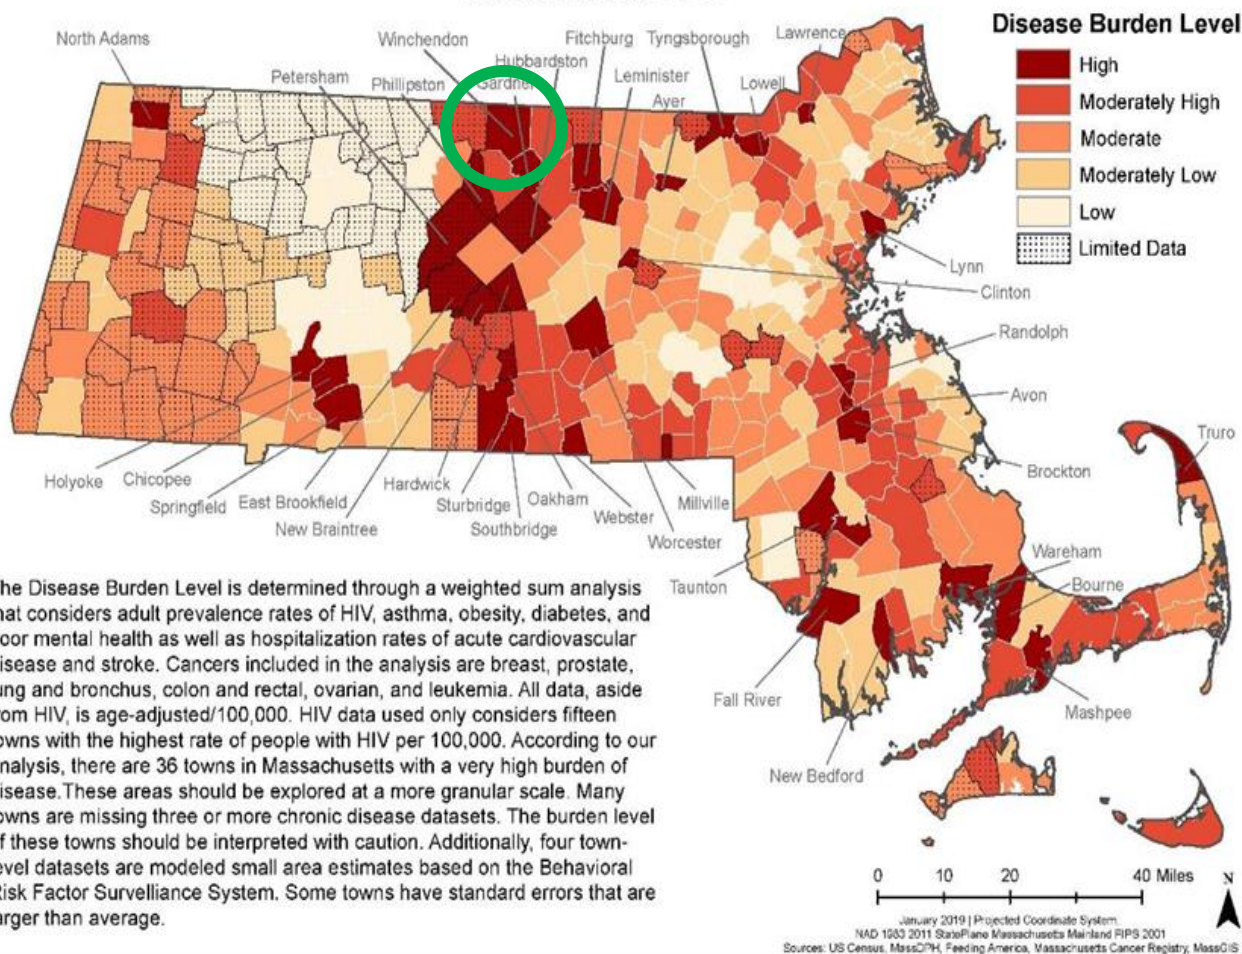 North Adams
Winchendon
Fitchburg
Tyngsborough
Lawrence
Hubbardston
Petersham
Phillipston
Gardner
Leminister
Lowell
Ayer
Disease Burden Level
High
Moderately High
Moderate
Moderately Low
Low
Limited Data
Lynn
Clinton
Randolph
Avon
Truro
Brockton
Holyoke
Chicopee
Springfield
East Brookfield
New Braintree
Hardwick
Sturbridge
Southbridge
Oakham
Webster
Worcester
Millville
Taunton
Wareham
Bourne
Fall River
Mashpee
New Bedford
he Disease Burden Level is determined through a weighted sum analysis
hat considers adult prevalence rates of HIV, asthma, obesity, diabetes, and
oor mental health as well as hospitalization rates of acute cardiovascular
isease and stroke. Cancers included in the analysis are breast, prostate,
ung and bronchus, colon and rectal, ovarian, and leukemia. All data, aside
rom HIV, is age-adjusted/100,000. HIV data used only considers fifteen
owns with the highest rate of people with HIV per 100,000. According to our
nalysis, there are 36 towns in Massachusetts with a very high burden of
isease.These areas should be explored at a more granular scale. Many
owns are missing three or more chronic disease datasets. The burden level
f these towns should be interpreted with caution. Additionally, four town-
evel datasets are modeled small area estimates based on the Behavioral
Risk Factor Survelliance System. Some towns have standard errors that are
arger than average.
0 10 20 40 Miles
N
January 2019 | Projected Coordinate System:
NAD 1983 2011 StatePlane Massachusetts Mainland FIPS 2001
Sources: US Census, MassDPH, Feeding America, Massachusetts Cancer Registry, MassGIS